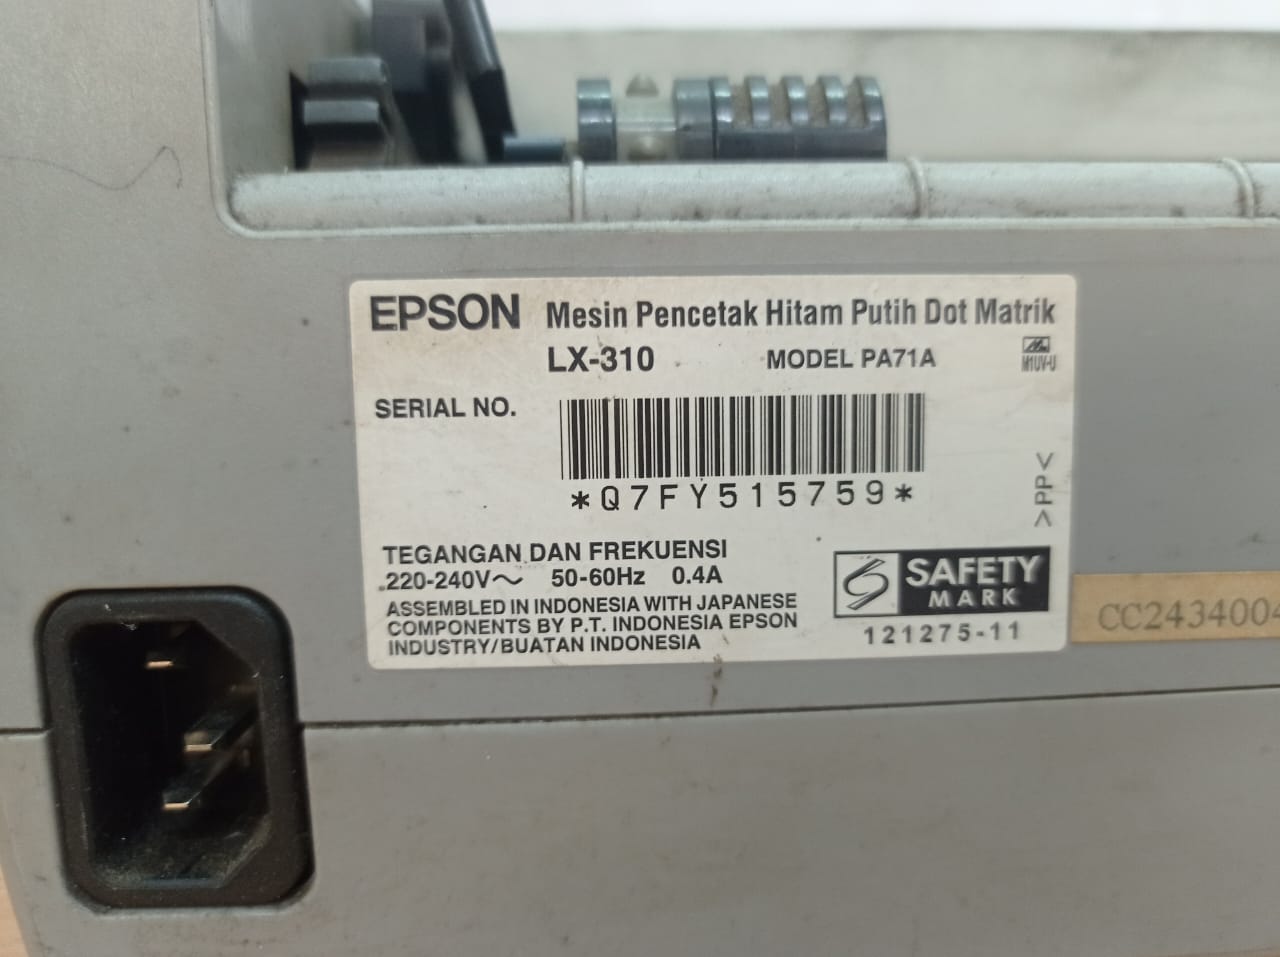 EPSON Mesin Pencetak Hitam Putih Dot Matrik
LX-310 MODEL PA71A
M1UV-U
SERIAL NO.
*Q7FY515759*
>PP<
TEGANGAN DAN FREKUENSI
220-240V~ 50-60Hz 0.4A
ASSEMBLED IN INDONESIA WITH JAPANESE
COMPONENTS BY P.T. INDONESIA EPSON
INDUSTRY/BUATAN INDONESIA
SAFETY
MARK
121275-11
CC2434004